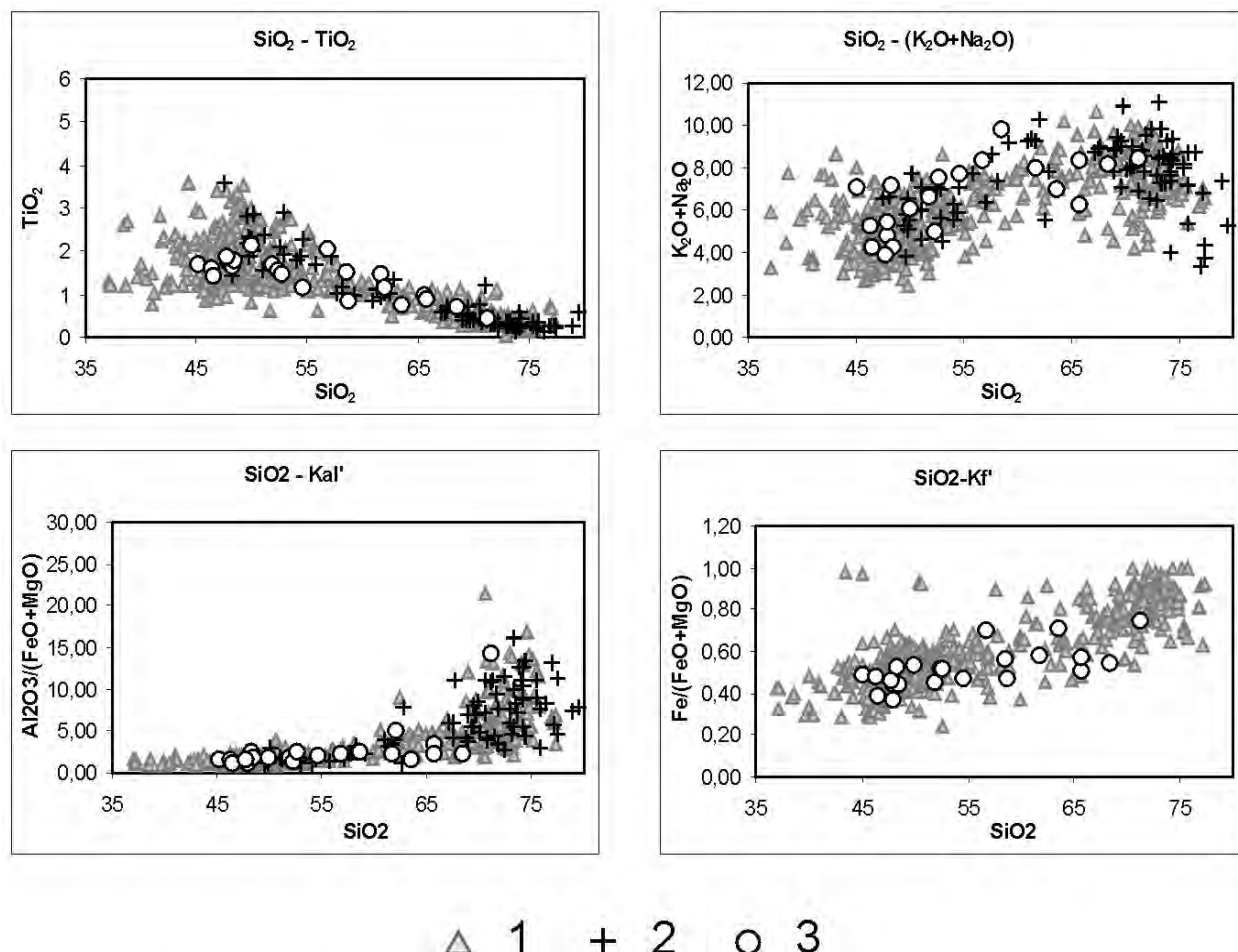 SiO₂ - TiO₂
6
5
4
3
2
1
0
TiO₂
35 45 55 65 75
SiO₂
SiO₂ - (K₂O+Na₂O)
12,00
10,00
8,00
6,00
4,00
2,00
0,00
K₂O+Na₂O
35 45 55 65 75
SiO₂
SiO2 - Kal'
30,00
25,00
20,00
15,00
10,00
5,00
0,00
Al2O3/(FeO+MgO)
35 45 55 65 75
SiO2
SiO2-Kf'
1,20
1,00
0,80
0,60
0,40
0,20
0,00
Fe/(FeO+MgO)
35 45 55 65 75
SiO2
1 2 3